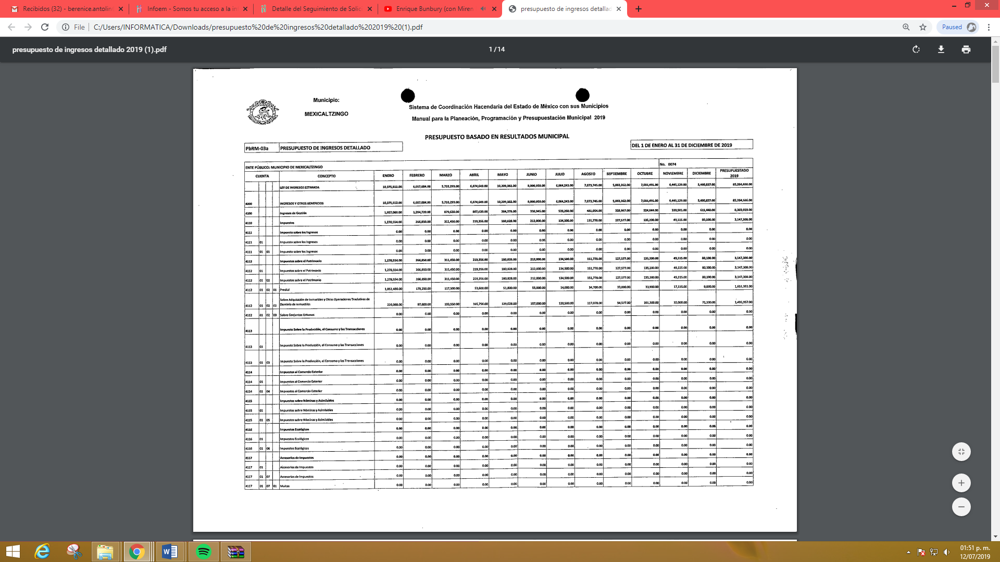 Recibidos (32) - berenice.antolin
Infoem - Somos tu acceso a la in
Detalle del Seguimiento de Solic
Enrique Bunbury (con Miren
presupuesto de ingresos detallad
File C:/Users/INFORMATICA/Downloads/presupuesto%20de%20ingresos%20detallado%202019%20(1).pdf Paused
presupuesto de ingresos detallado 2019 (1).pdf 1 / 14
Municipio:
MEXICALTZINGO
Sistema de Coordinación Hacendaria del Estado de México con sus Municipios
Manual para la Planeación, Programación y Presupuestación Municipal 2019
PRESUPUESTO BASADO EN RESULTADOS MUNICIPAL
PbRM-03a PRESUPUESTO DE INGRESOS DETALLADO DEL 1 DE ENERO AL 31 DE DICIEMBRE DE 2019
ENTE PÚBLICO: MUNICIPIO DE MEXICALTZINGO No. 0074
CUENTA CONCEPTO ENERO FEBRERO MARZO ABRIL MAYO JUNIO JULIO AGOSTO SEPTIEMBRE OCTUBRE NOVIEMBRE DICIEMBRE PRESUPUESTADO 2019
LEY DE INGRESOS ESTIMADA 10,375,512.00 6,057,084.00 5,733,293.00 6,874,649.00 10,209,382.00 8,000,959.00 6,064,243.00 7,073,745.00 5,883,362.00 7,086,491.00 6,445,129.00 5,460,837.00 85,264,686.00
4000 INGRESOS Y OTROS BENEFICIOS 10,375,512.00 6,057,084.00 5,733,293.00 6,874,649.00 10,209,382.00 8,000,959.00 6,064,243.00 7,073,745.00 5,883,362.00 7,086,491.00 6,445,129.00 5,460,837.00 85,264,686.00
4100 Ingresos de Gestión 1,957,060.00 1,204,720.00 879,630.00 807,620.00 364,378.00 338,945.00 528,260.00 481,054.00 328,667.00 524,644.00 339,501.00 615,440.00 8,369,919.00
4110 Impuestos 1,278,554.00 266,850.00 311,450.00 219,356.00 180,828.00 212,000.00 134,500.00 151,778.00 127,577.00 135,200.00 49,115.00 80,100.00 3,147,308.00
4111 Impuesto sobre los Ingresos 0.00 0.00 0.00 0.00 0.00 0.00 0.00 0.00 0.00 0.00 0.00 0.00 0.00
4111 01 Impuesto sobre los Ingresos 0.00 0.00 0.00 0.00 0.00 0.00 0.00 0.00 0.00 0.00 0.00 0.00 0.00
4111 01 01 Impuesto sobre los Ingresos 0.00 0.00 0.00 0.00 0.00 0.00 0.00 0.00 0.00 0.00 0.00 0.00 0.00
4112 Impuestos sobre el Patrimonio 1,278,554.00 266,850.00 311,450.00 219,356.00 180,828.00 212,000.00 134,500.00 151,778.00 127,577.00 135,200.00 49,115.00 80,100.00 3,147,308.00
4112 01 Impuestos sobre el Patrimonio 1,278,554.00 266,850.00 311,450.00 219,356.00 180,828.00 212,000.00 134,500.00 151,778.00 127,577.00 135,200.00 49,115.00 80,100.00 3,147,308.00
4112 01 02 Impuestos sobre el Patrimonio 1,278,554.00 266,850.00 311,450.00 219,356.00 180,828.00 212,000.00 134,500.00 151,778.00 127,577.00 135,200.00 49,115.00 80,100.00 3,147,308.00
4112 01 02 01 Predial 1,052,486.00 179,250.00 117,500.00 53,600.00 51,800.00 55,000.00 14,000.00 34,700.00 33,000.00 33,900.00 17,115.00 9,000.00 1,651,351.00
Sobre Adquisición de Inmuebles y Otras Operaciones Traslativas de
4112 01 02 02 Dominio de Inmuebles 226,068.00 87,600.00 193,950.00 165,756.00 129,028.00 157,000.00 120,500.00 117,078.00 94,577.00 101,300.00 32,000.00 71,100.00 1,495,957.00
4112 01 02 03 Sobre Conjuntos Urbanos 0.00 0.00 0.00 0.00 0.00 0.00 0.00 0.00 0.00 0.00 0.00 0.00 0.00
4113 Impuesto Sobre la Producción, el Consumo y las Transacciones 0.00 0.00 0.00 0.00 0.00 0.00 0.00 0.00 0.00 0.00 0.00 0.00 0.00
4113 01 Impuesto Sobre la Producción, el Consumo y las Transacciones 0.00 0.00 0.00 0.00 0.00 0.00 0.00 0.00 0.00 0.00 0.00 0.00 0.00
4113 01 03 Impuesto Sobre la Producción, el Consumo y las Transacciones 0.00 0.00 0.00 0.00 0.00 0.00 0.00 0.00 0.00 0.00 0.00 0.00 0.00
4114 Impuestos al Comercio Exterior 0.00 0.00 0.00 0.00 0.00 0.00 0.00 0.00 0.00 0.00 0.00 0.00 0.00
4114 01 Impuestos al Comercio Exterior 0.00 0.00 0.00 0.00 0.00 0.00 0.00 0.00 0.00 0.00 0.00 0.00 0.00
4114 01 04 Impuestos al Comercio Exterior 0.00 0.00 0.00 0.00 0.00 0.00 0.00 0.00 0.00 0.00 0.00 0.00 0.00
4115 Impuestos sobre Nóminas y Asimilables 0.00 0.00 0.00 0.00 0.00 0.00 0.00 0.00 0.00 0.00 0.00 0.00 0.00
4115 01 Impuestos sobre Nóminas y Asimilables 0.00 0.00 0.00 0.00 0.00 0.00 0.00 0.00 0.00 0.00 0.00 0.00 0.00
4115 01 05 Impuestos sobre Nóminas y Asimilables 0.00 0.00 0.00 0.00 0.00 0.00 0.00 0.00 0.00 0.00 0.00 0.00 0.00
4116 Impuestos Ecológicos 0.00 0.00 0.00 0.00 0.00 0.00 0.00 0.00 0.00 0.00 0.00 0.00 0.00
4116 01 Impuestos Ecológicos 0.00 0.00 0.00 0.00 0.00 0.00 0.00 0.00 0.00 0.00 0.00 0.00 0.00
4116 01 06 Impuestos Ecológicos 0.00 0.00 0.00 0.00 0.00 0.00 0.00 0.00 0.00 0.00 0.00 0.00 0.00
4117 Accesorios de Impuestos 0.00 0.00 0.00 0.00 0.00 0.00 0.00 0.00 0.00 0.00 0.00 0.00 0.00
4117 01 Accesorios de Impuestos 0.00 0.00 0.00 0.00 0.00 0.00 0.00 0.00 0.00 0.00 0.00 0.00 0.00
4117 01 07 Accesorios de Impuestos 0.00 0.00 0.00 0.00 0.00 0.00 0.00 0.00 0.00 0.00 0.00 0.00 0.00
4117 01 07 01 Multas 0.00 0.00 0.00 0.00 0.00 0.00 0.00 0.00 0.00 0.00 0.00 0.00 0.00
01:51 p. m.
12/07/2019